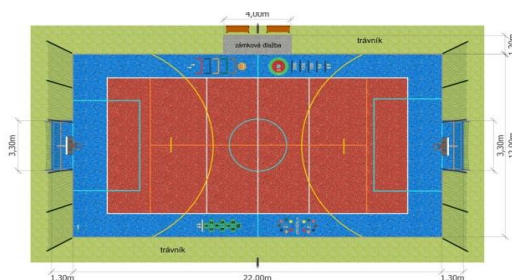 4,00m
zámková dlažba
trávník
1,30m
3,30m
3,30m
12,00m
trávník
1,30m
22,00m
1,30m